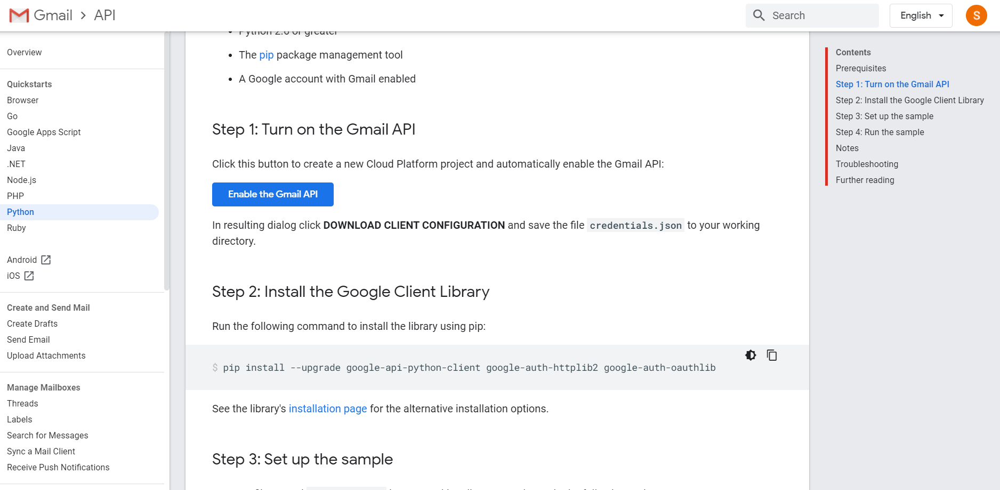 Gmail > API
Search
English
S
Overview
Quickstarts
Browser
Go
Google Apps Script
Java
.NET
Node.js
PHP
Python
Ruby
Android
iOS
Create and Send Mail
Create Drafts
Send Email
Upload Attachments
Manage Mailboxes
Threads
Labels
Search for Messages
Sync a Mail Client
Receive Push Notifications
• Python 2.6 or greater
• The pip package management tool
• A Google account with Gmail enabled
Step 1: Turn on the Gmail API
Click this button to create a new Cloud Platform project and automatically enable the Gmail API:
Enable the Gmail API
In resulting dialog click DOWNLOAD CLIENT CONFIGURATION and save the file credentials.json to your working
directory.
Step 2: Install the Google Client Library
Run the following command to install the library using pip:
$ pip install --upgrade google-api-python-client google-auth-httplib2 google-auth-oauthlib
See the library's installation page for the alternative installation options.
Step 3: Set up the sample
Contents
Prerequisites
Step 1: Turn on the Gmail API
Step 2: Install the Google Client Library
Step 3: Set up the sample
Step 4: Run the sample
Notes
Troubleshooting
Further reading